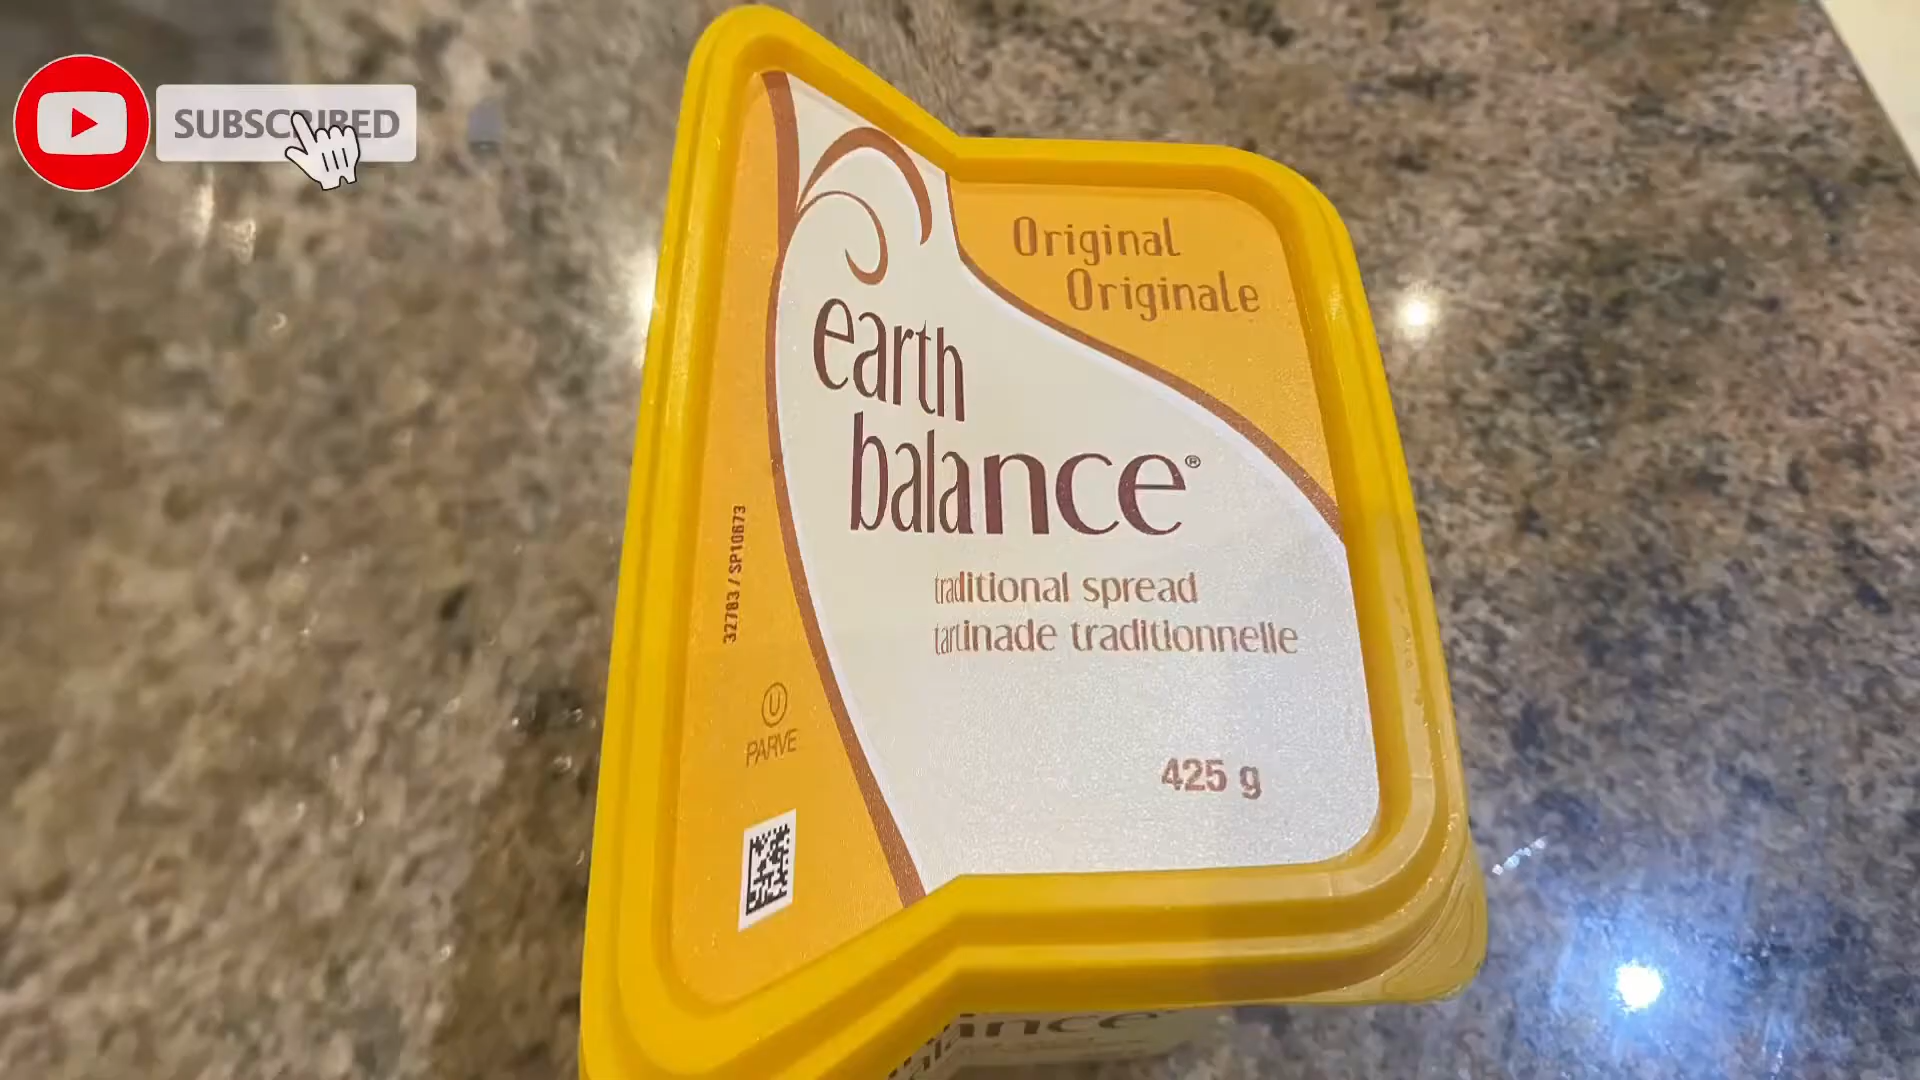 SUBSCRIBED
Original
Originale
earth
balance®
traditional spread
tartinade traditionnelle
32783 / SP10673
U
PARVE
425 g